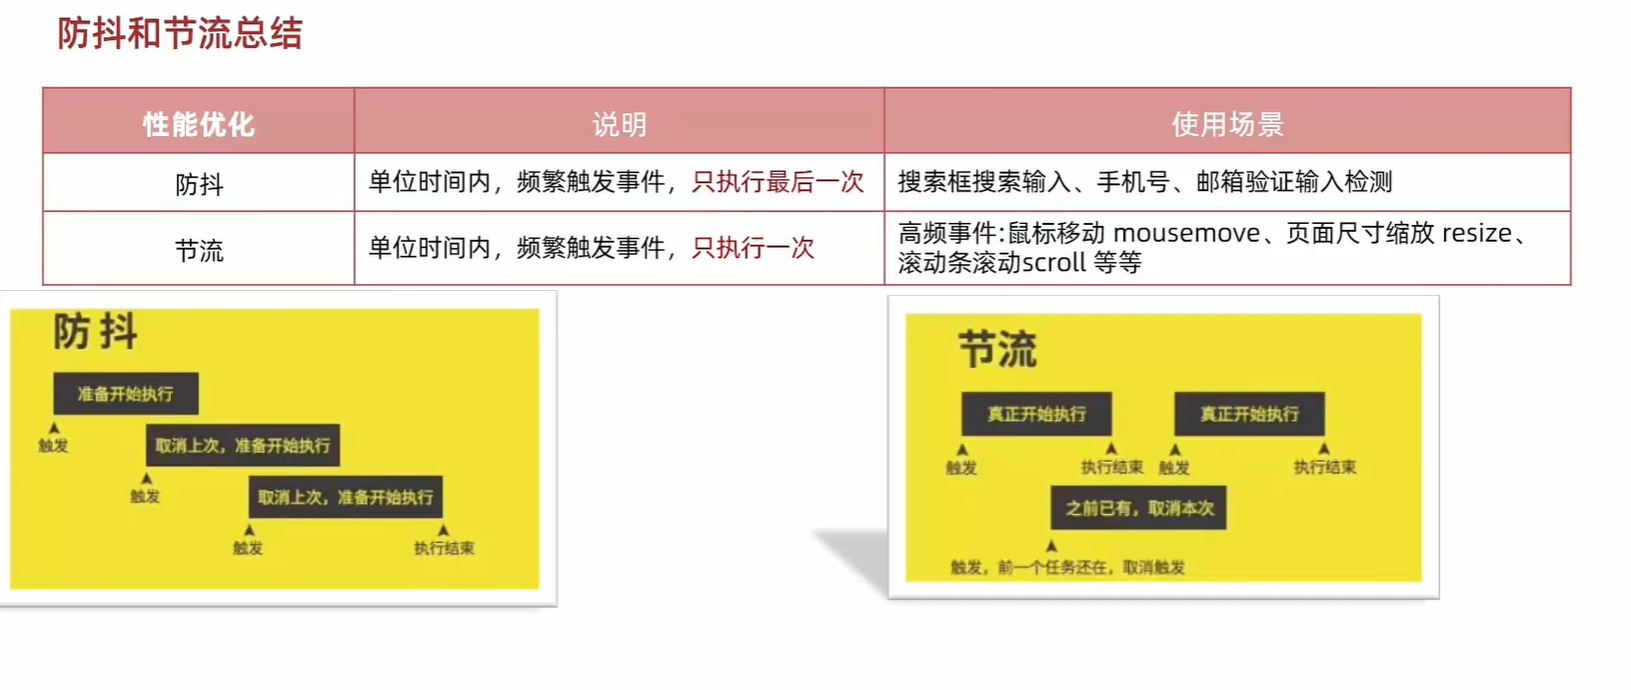 防抖和节流总结
性能优化 说明 使用场景
防抖 单位时间内，频繁触发事件，只执行最后一次 搜索框搜索输入、手机号、邮箱验证输入检测
节流 单位时间内，频繁触发事件，只执行一次 高频事件:鼠标移动 mousemove、页面尺寸缩放 resize、
滚动条滚动scroll 等等
防抖
准备开始执行
触发
取消上次，准备开始执行
触发
取消上次，准备开始执行
触发 执行结束
节流
真正开始执行 真正开始执行
触发 执行结束 触发 执行结束
之前已有，取消本次
触发，前一个任务还在，取消触发